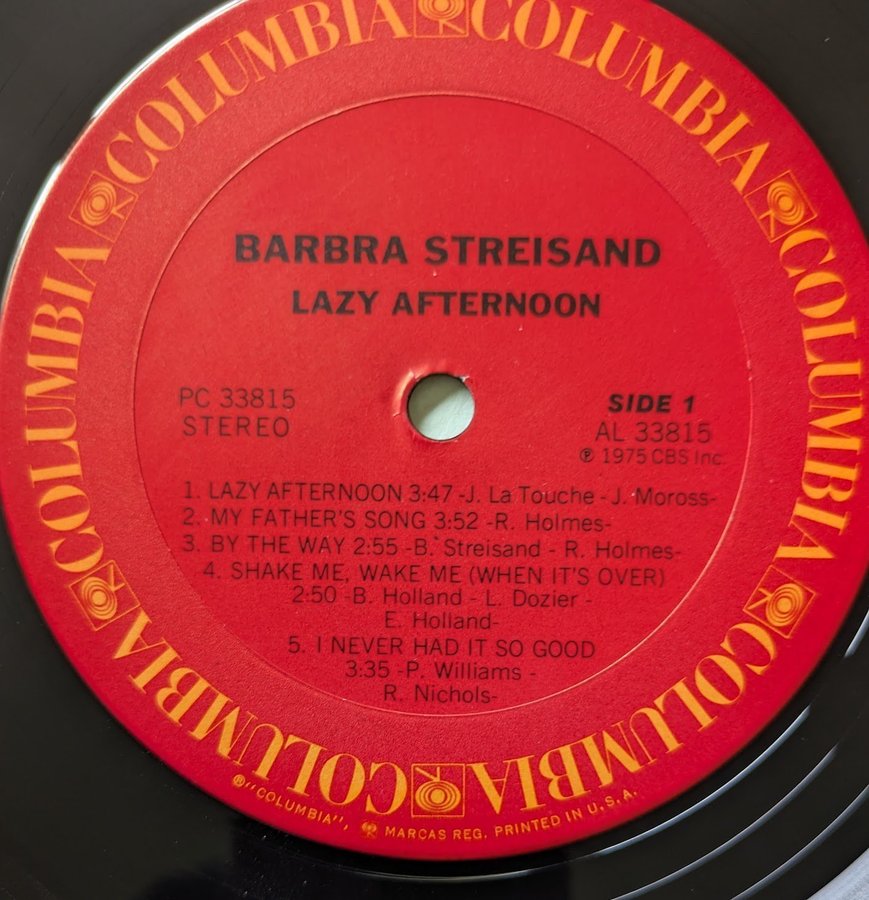 COLUMBIA COLUMBIA COLUMBIA COLUMBIA COLUMBIA COLUMBIA COLUMBIA
BARBRA STREISAND
LAZY AFTERNOON
PC 33815
STEREO
SIDE 1
AL 33815
℗ 1975 CBS Inc.
1. LAZY AFTERNOON 3:47 -J. La Touche - J. Moross-
2. MY FATHER'S SONG 3:52 -R. Holmes-
3. BY THE WAY 2:55 -B. Streisand - R. Holmes-
4. SHAKE ME, WAKE ME (WHEN IT'S OVER)
2:50 -B. Holland - L. Dozier -
E. Holland-
5. I NEVER HAD IT SO GOOD
3:35 -P. Williams -
R. Nichols-
®"COLUMBIA", MARCAS REG. PRINTED IN U.S.A.